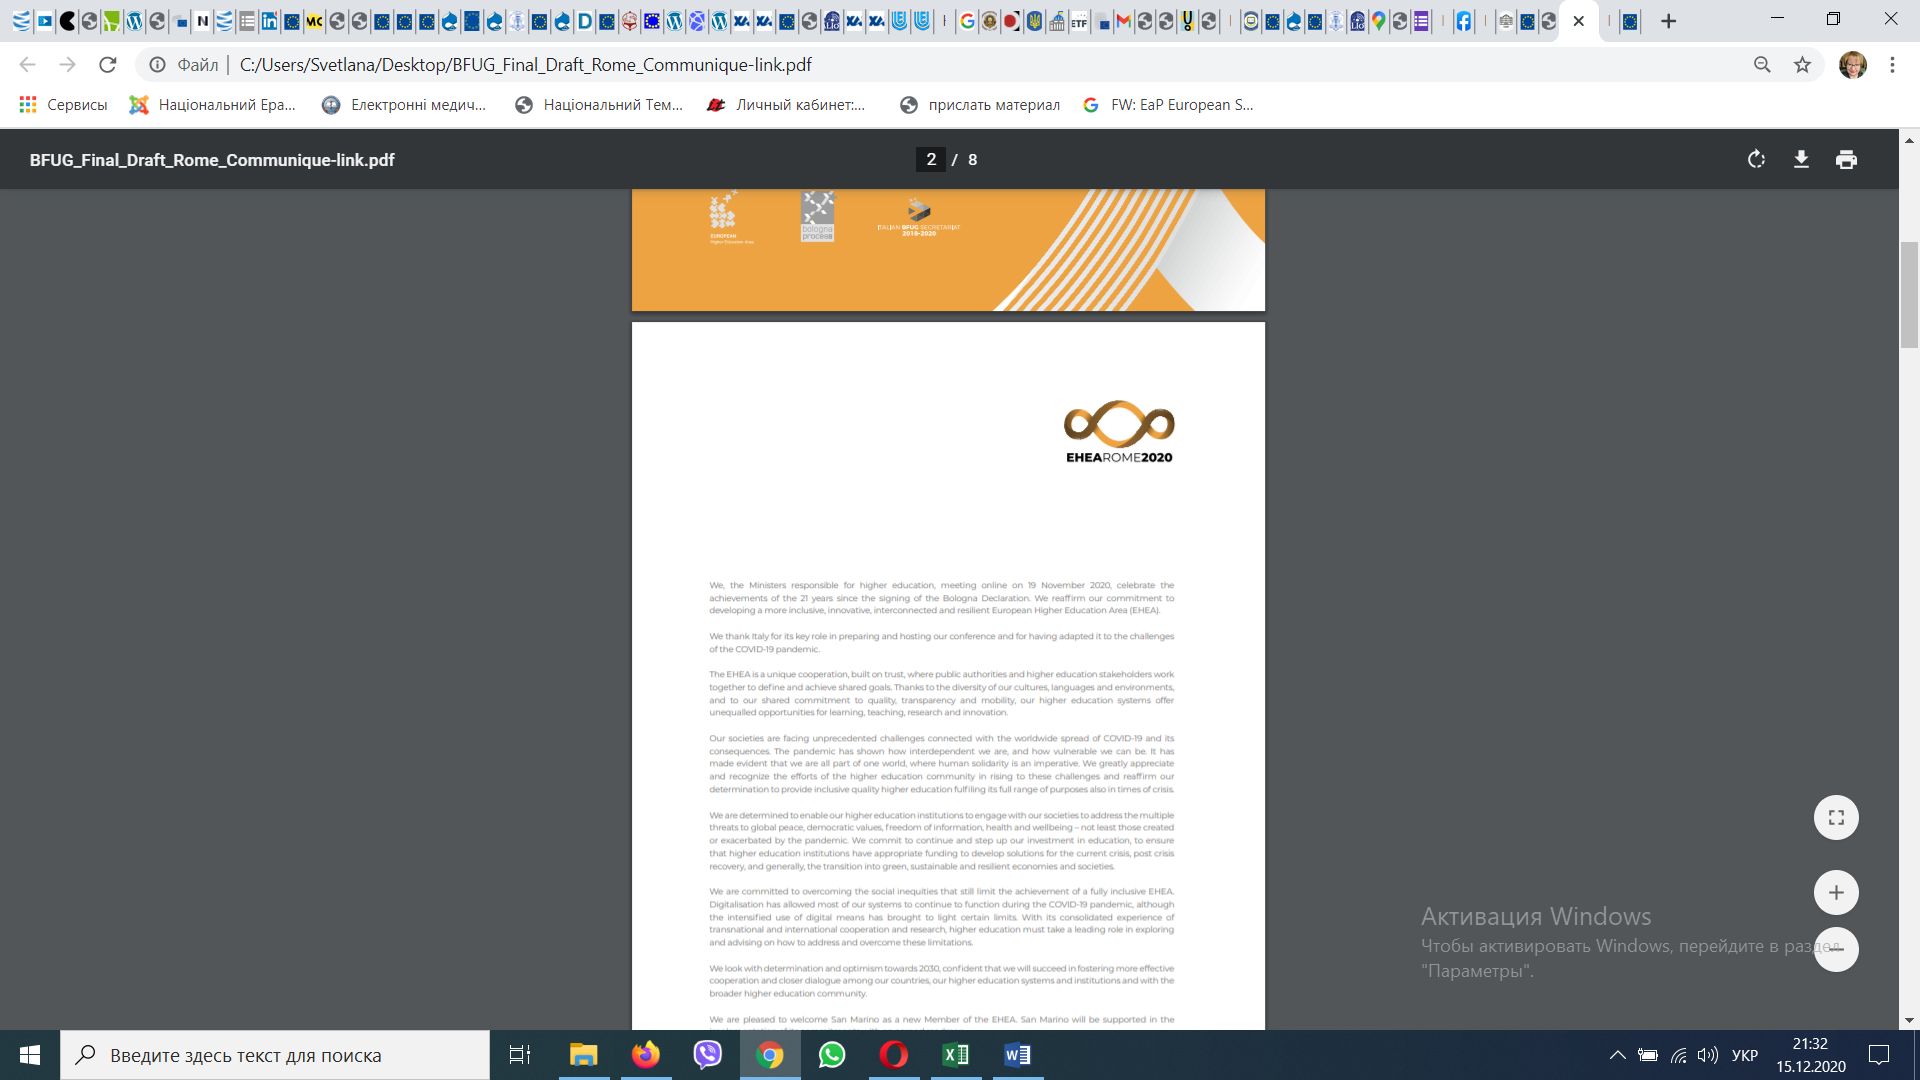 Файл
C:/Users/Svetlana/Desktop/BFUG_Final_Draft_Rome_Communique-link.pdf
Сервисы
Національний Ера...
Електронні медич...
Національний Тем...
Личный кабинет:...
прислать материал
FW: EaP European S...
BFUG_Final_Draft_Rome_Communique-link.pdf
2 / 8
EUROPEAN
Higher Education Area
bologna
process
ITALIAN BFUG SECRETARIAT
2018-2020
EHEAROME2020
We, the Ministers responsible for higher education, meeting online on 19 November 2020, celebrate the
achievements of the 21 years since the signing of the Bologna Declaration. We reaffirm our commitment to
developing a more inclusive, innovative, interconnected and resilient European Higher Education Area (EHEA).
We thank Italy for its key role in preparing and hosting our conference and for having adapted it to the challenges
of the COVID-19 pandemic.
The EHEA is a unique cooperation, built on trust, where public authorities and higher education stakeholders work
together to define and achieve shared goals. Thanks to the diversity of our cultures, languages and environments,
and to our shared commitment to quality, transparency and mobility, our higher education systems offer
unequalled opportunities for learning, teaching, research and innovation.
Our societies are facing unprecedented challenges connected with the worldwide spread of COVID-19 and its
consequences. The pandemic has shown how interdependent we are, and how vulnerable we can be. It has
made evident that we are all part of one world, where human solidarity is an imperative. We greatly appreciate
and recognize the efforts of the higher education community in rising to these challenges and reaffirm our
determination to provide inclusive quality higher education fulfiling its full range of purposes also in times of crisis.
We are determined to enable our higher education institutions to engage with our societies to address the multiple
threats to global peace, democratic values, freedom of information, health and wellbeing – not least those created
or exacerbated by the pandemic. We commit to continue and step up our investment in education, to ensure
that higher education institutions have appropriate funding to develop solutions for the current crisis, post crisis
recovery, and generally, the transition into green, sustainable and resilient economies and societies.
We are committed to overcoming the social inequities that still limit the achievement of a fully inclusive EHEA.
Digitalisation has allowed most of our systems to continue to function during the COVID-19 pandemic, although
the intensified use of digital means has brought to light certain limits. With its consolidated experience of
transnational and international cooperation and research, higher education must take a leading role in exploring
and advising on how to address and overcome these limitations.
We look with determination and optimism towards 2030, confident that we will succeed in fostering more effective
cooperation and closer dialogue among our countries, our higher education systems and institutions and with the
broader higher education community.
We are pleased to welcome San Marino as a new Member of the EHEA. San Marino will be supported in the
Активация Windows
Чтобы активировать Windows, перейдите в раздел
"Параметры".
Введите здесь текст для поиска
УКР
21:32
15.12.2020